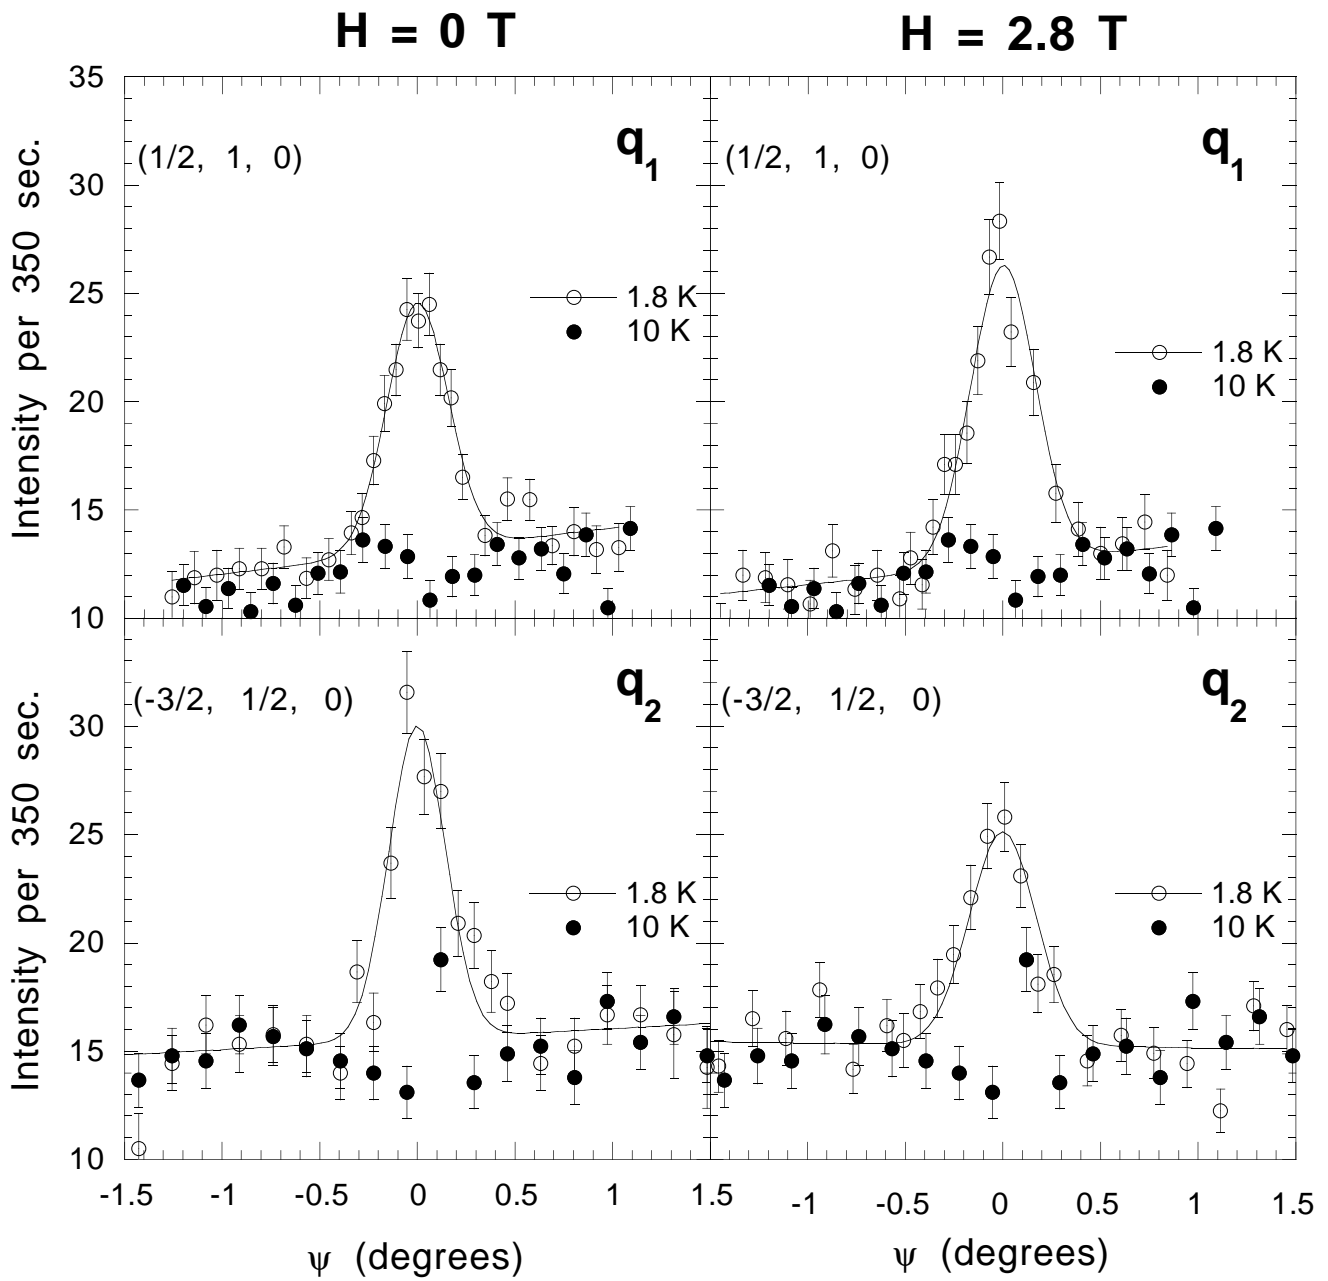 H = 0 T
H = 2.8 T
Intensity per 350 sec.
35
30
25
20
15
10
(1/2, 1, 0)
q1
1.8 K
10 K
(1/2, 1, 0)
q1
1.8 K
10 K
Intensity per 350 sec.
30
25
20
15
10
(-3/2, 1/2, 0)
q2
1.8 K
10 K
(-3/2, 1/2, 0)
q2
1.8 K
10 K
-1.5 -1 -0.5 0 0.5 1 1.5
-1 -0.5 0 0.5 1 1.5
ψ (degrees)
ψ (degrees)